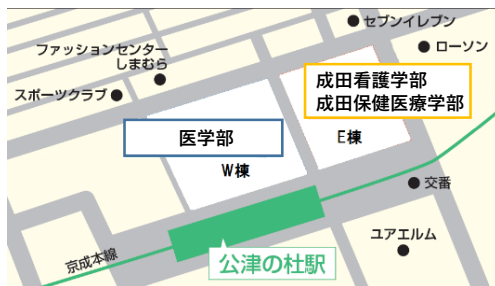 セブンイレブン
ローソン
ファッションセンター
しまむら
スポーツクラブ
成田看護学部
成田保健医療学部
医学部
E棟
W棟
交番
ユアエルム
京成本線
公津の杜駅